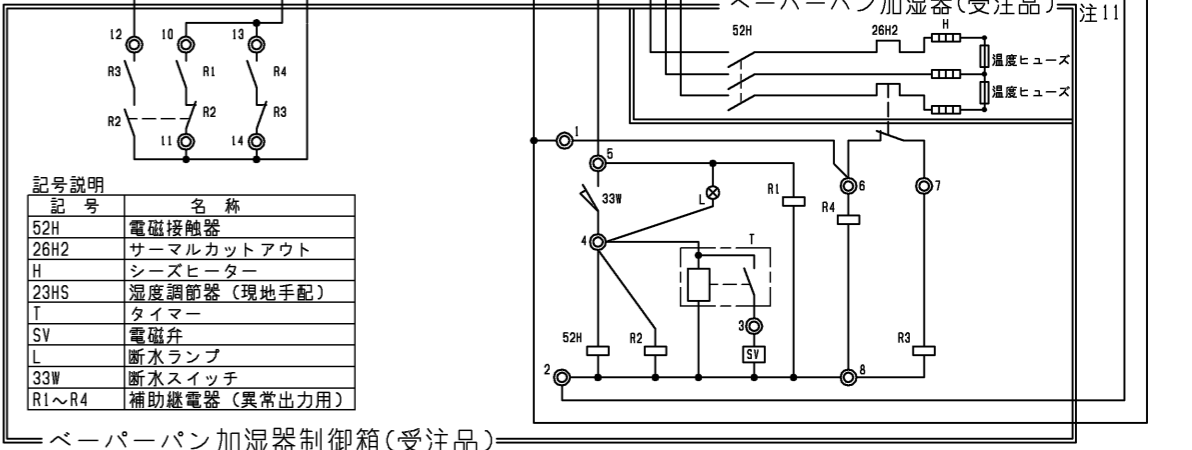 ベーパーパン加湿器(受注品)
注11
52H
26H2
H
温度ヒューズ
温度ヒューズ
12
10
13
R3
R1
R4
R2
R2
R3
11
14
1
5
33W
L
R1
6
7
R4
4
T
3
SV
52H
R2
R3
2
8
記号説明
記 号 名 称
52H 電磁接触器
26H2 サーマルカットアウト
H シーズヒーター
23HS 湿度調節器(現地手配)
T タイマー
SV 電磁弁
L 断水ランプ
33W 断水スイッチ
R1～R4 補助継電器(異常出力用)
ベーパーパン加湿器制御箱(受注品)